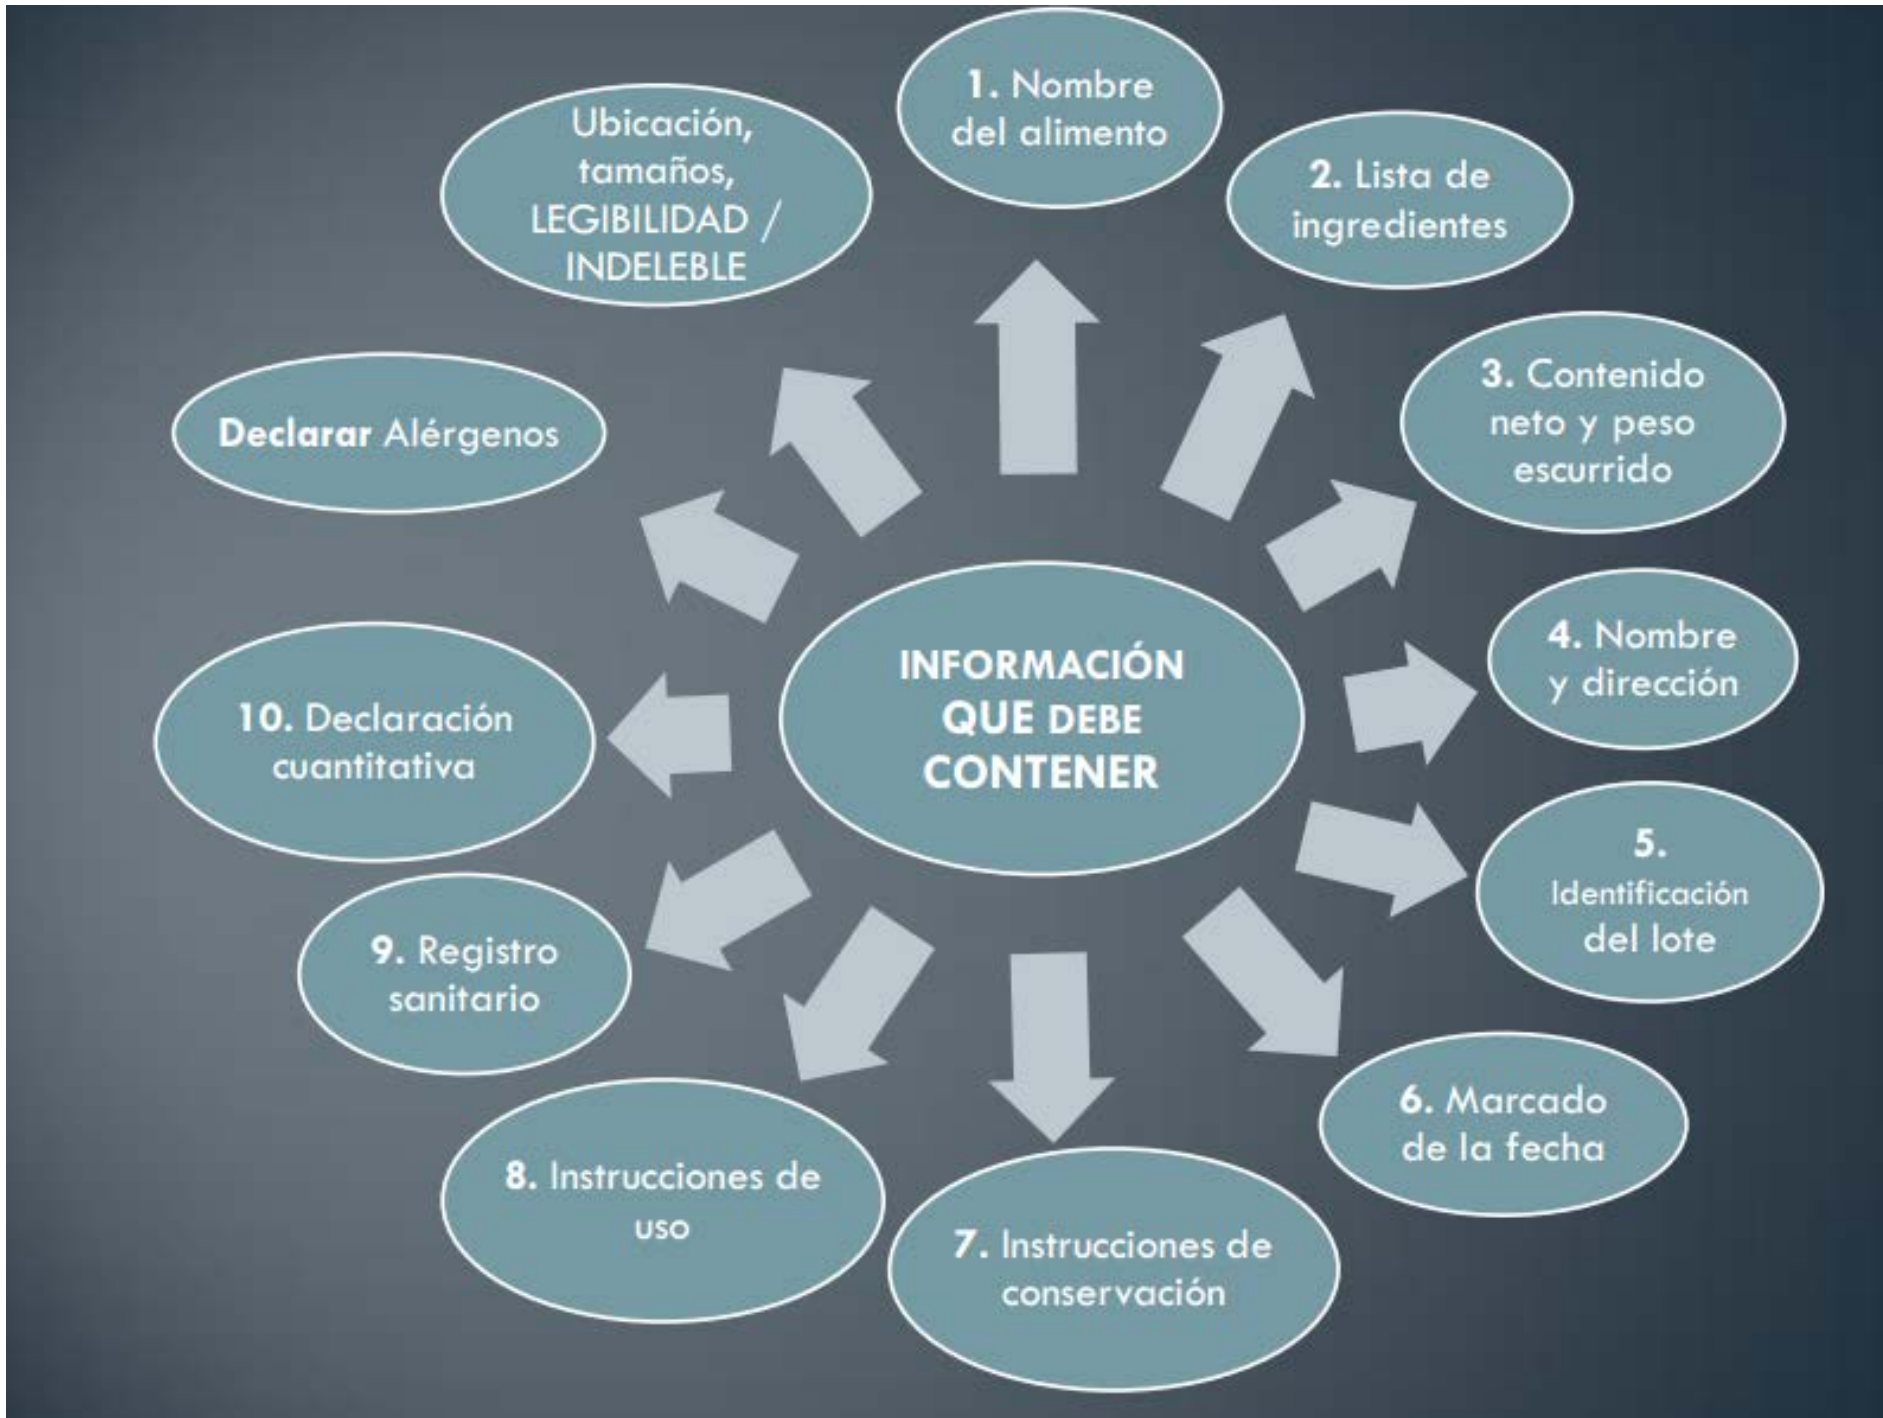 1. Nombre
del alimento
2. Lista de
ingredientes
3. Contenido
neto y peso
escurrido
4. Nombre
y dirección
5.
Identificación
del lote
6. Marcado
de la fecha
7. Instrucciones de
conservación
8. Instrucciones de
uso
9. Registro
sanitario
10. Declaración
cuantitativa
Declarar Alérgenos
Ubicación,
tamaños,
LEGIBILIDAD /
INDELEBLE
INFORMACIÓN
QUE DEBE
CONTENER